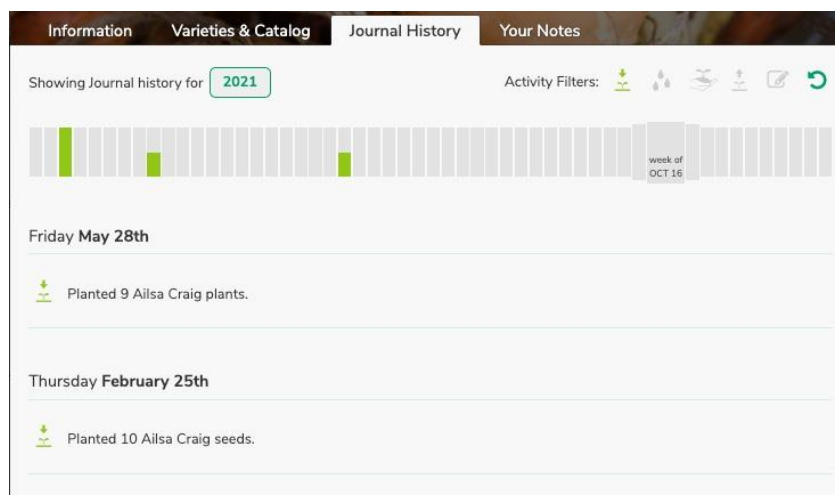 Information Varieties & Catalog Journal History Your Notes
Showing Journal history for 2021 Activity Filters:
week of
OCT 16
Friday May 28th
Planted 9 Ailsa Craig plants.
Thursday February 25th
Planted 10 Ailsa Craig seeds.